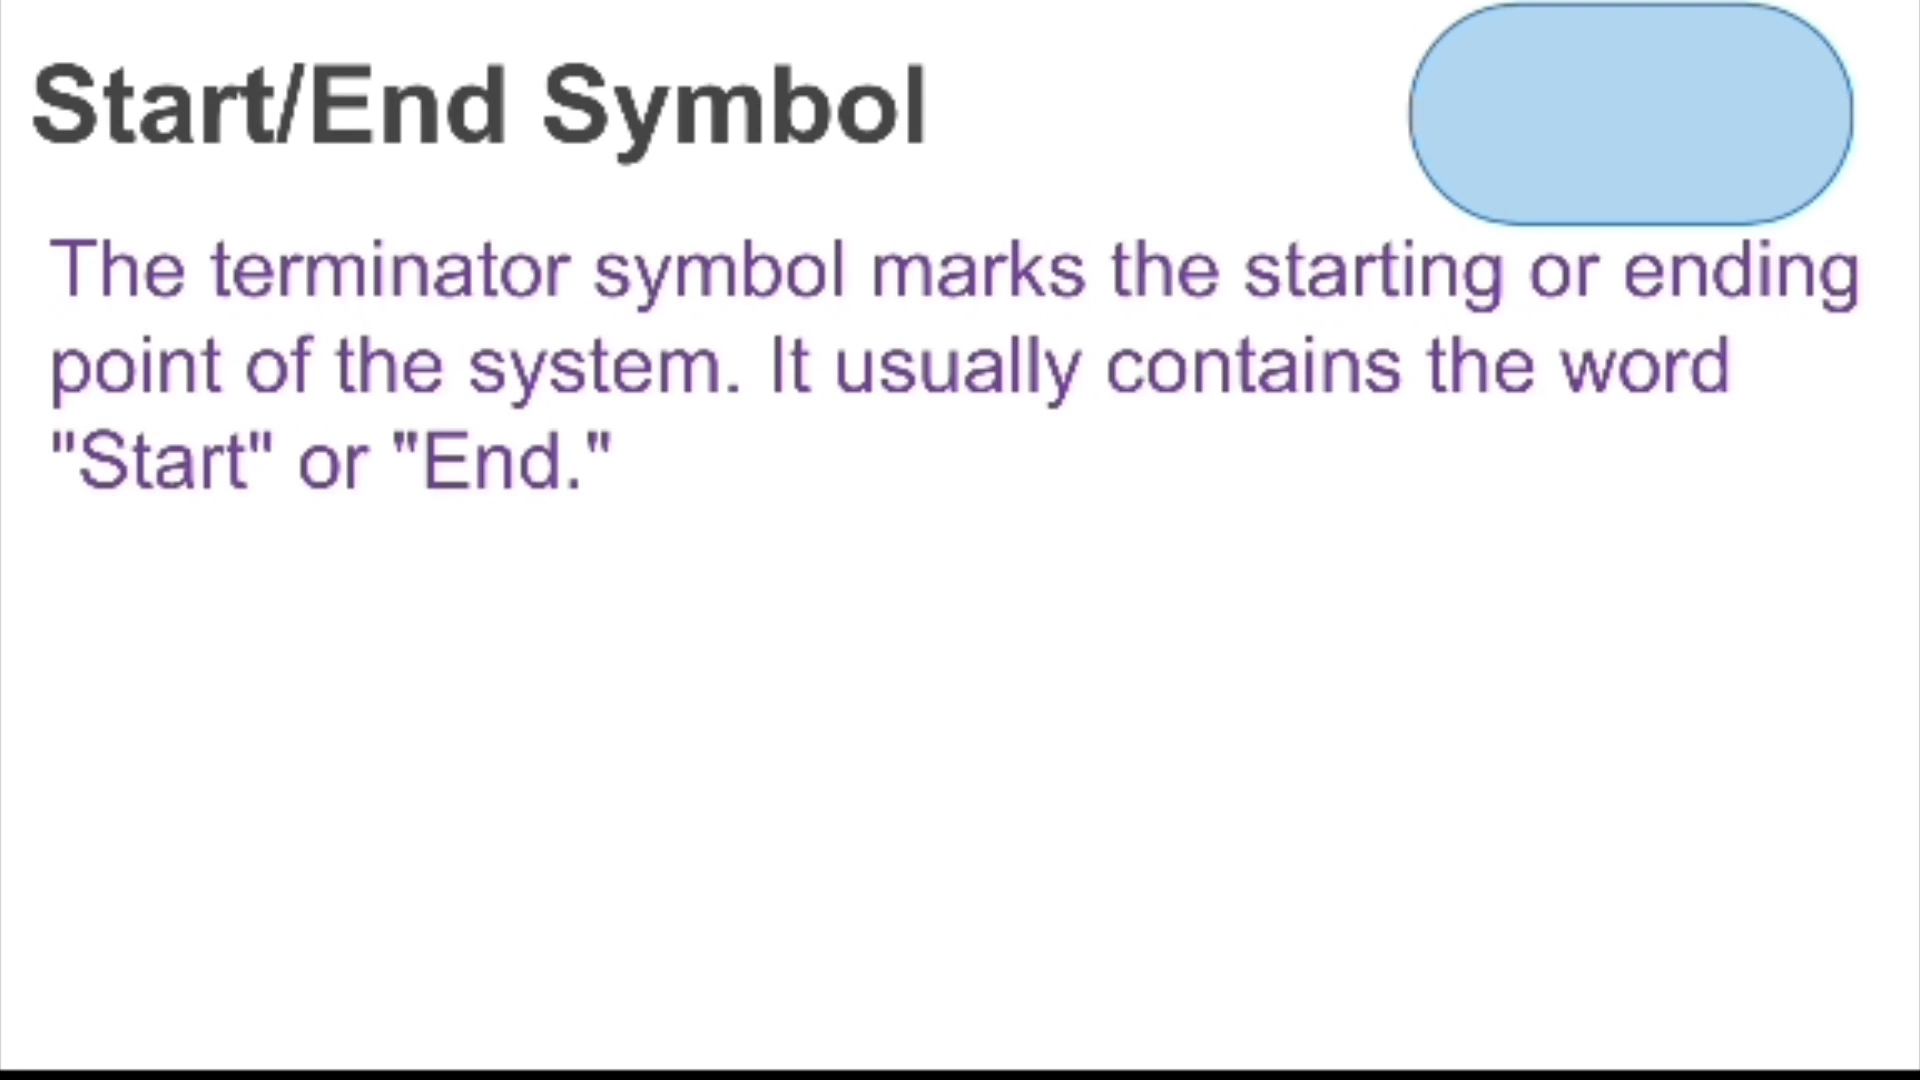 Start/End Symbol
The terminator symbol marks the starting or ending
point of the system. It usually contains the word
"Start" or "End."